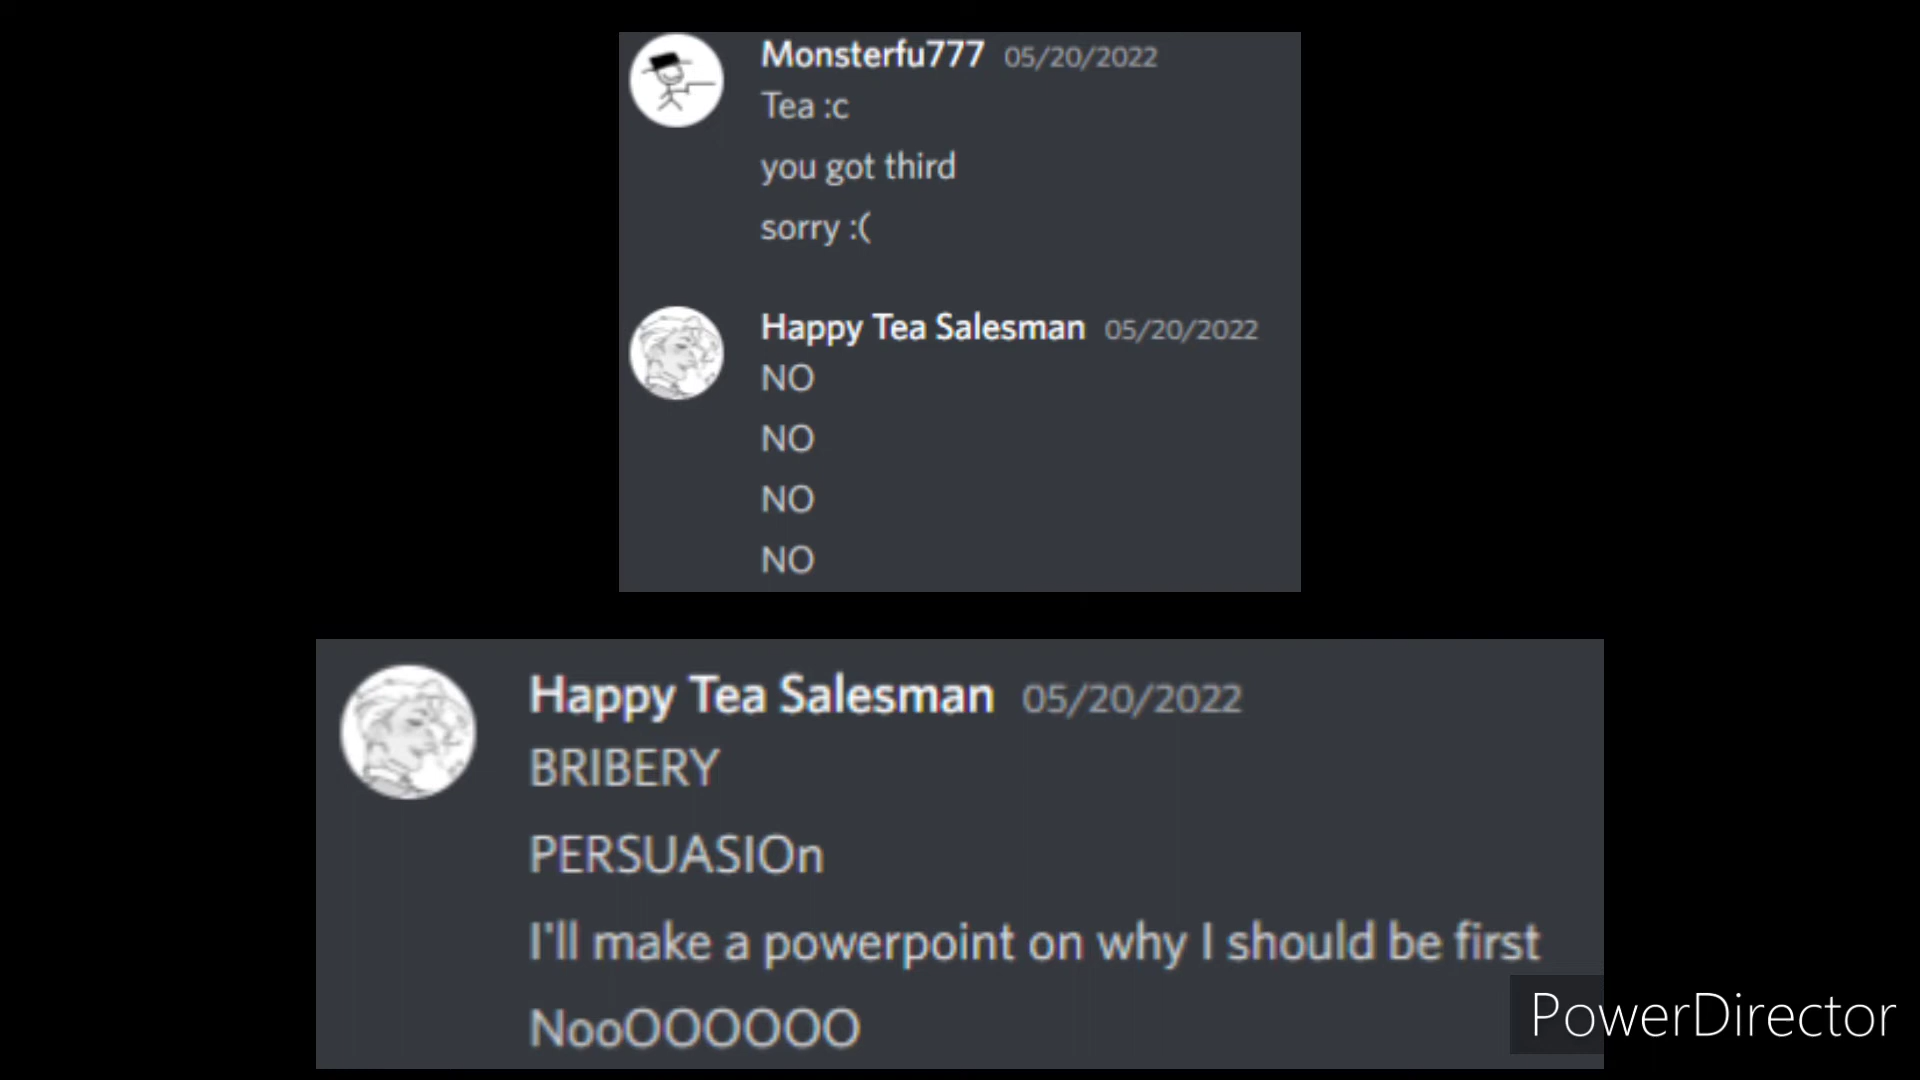 Monsterfu777 05/20/2022
Tea :c
you got third
sorry :(
Happy Tea Salesman 05/20/2022
NO
NO
NO
NO
Happy Tea Salesman 05/20/2022
BRIBERY
PERSUASIOn
I'll make a powerpoint on why I should be first
NooOOOOOO
PowerDirector